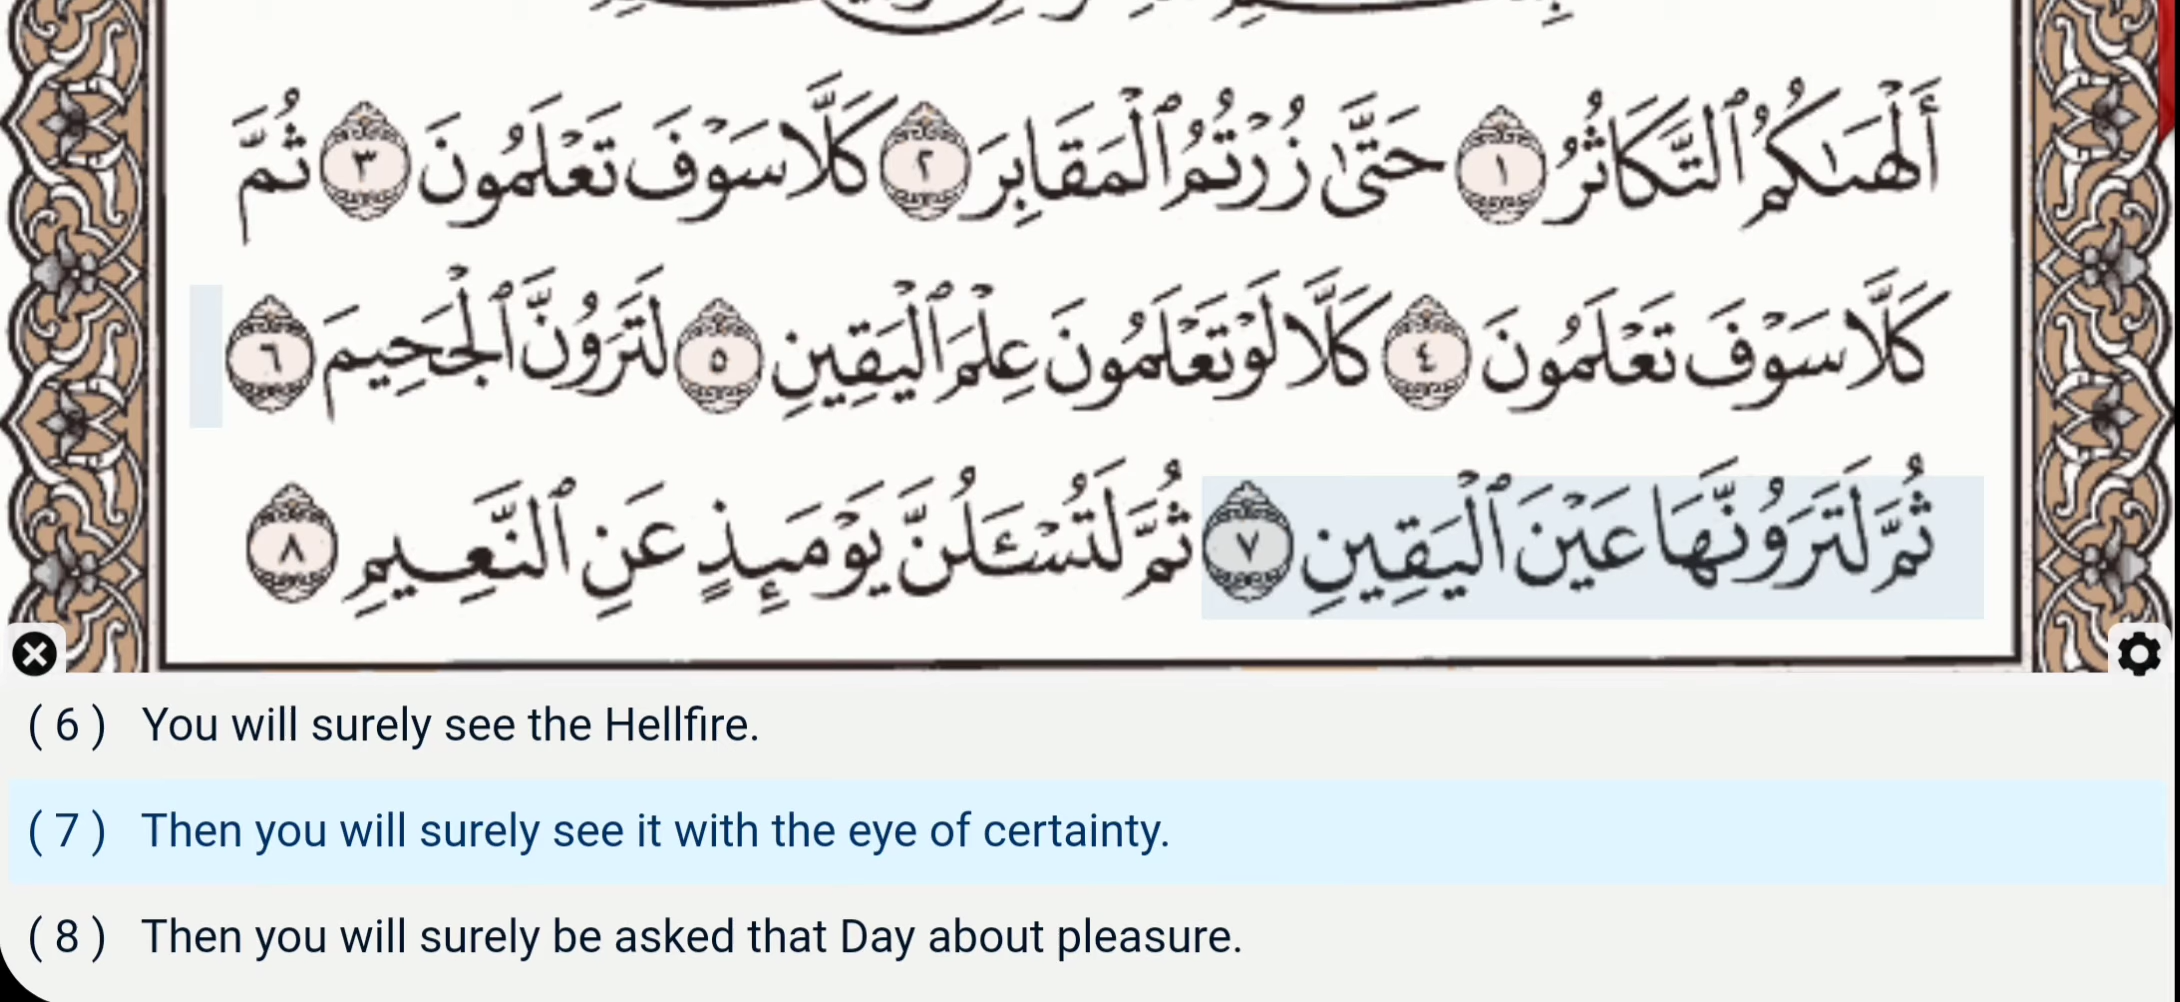 أَلْهَىٰكُمُ ٱلتَّكَاثُرُ ١ حَتَّىٰ زُرْتُمُ ٱلْمَقَابِرَ ٢ كَلَّا سَوْفَ تَعْلَمُونَ ٣ ثُمَّ
كَلَّا سَوْفَ تَعْلَمُونَ ٤ كَلَّا لَوْ تَعْلَمُونَ عِلْمَ ٱلْيَقِينِ ٥ لَتَرَوُنَّ ٱلْجَحِيمَ ٦
ثُمَّ لَتَرَوُنَّهَا عَيْنَ ٱلْيَقِينِ ٧ ثُمَّ لَتُسْـَٔلُنَّ يَوْمَئِذٍ عَنِ ٱلنَّعِيمِ ٨
( 6 ) You will surely see the Hellfire.
( 7 ) Then you will surely see it with the eye of certainty.
( 8 ) Then you will surely be asked that Day about pleasure.